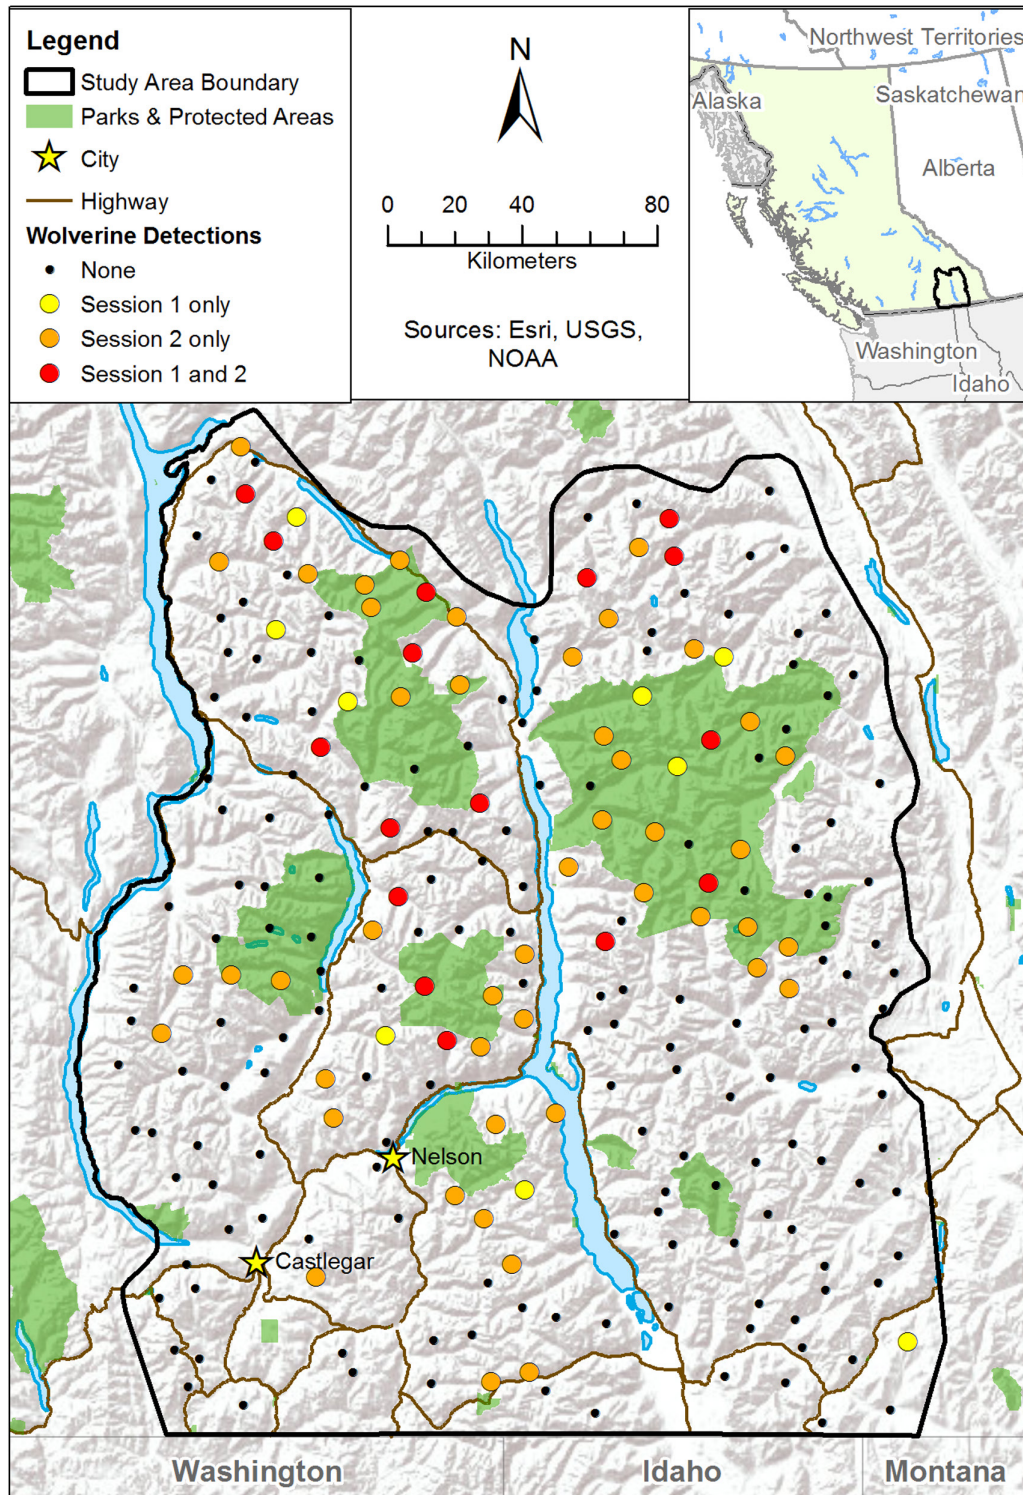 Legend
Study Area Boundary
Parks & Protected Areas
City
Highway
Wolverine Detections
None
Session 1 only
Session 2 only
Session 1 and 2
N
0 20 40 80
Kilometers
Sources: Esri, USGS,
NOAA
Northwest Territories
Alaska
Saskatchewan
Alberta
Washington
Idaho
Nelson
Castlegar
Washington
Idaho
Montana